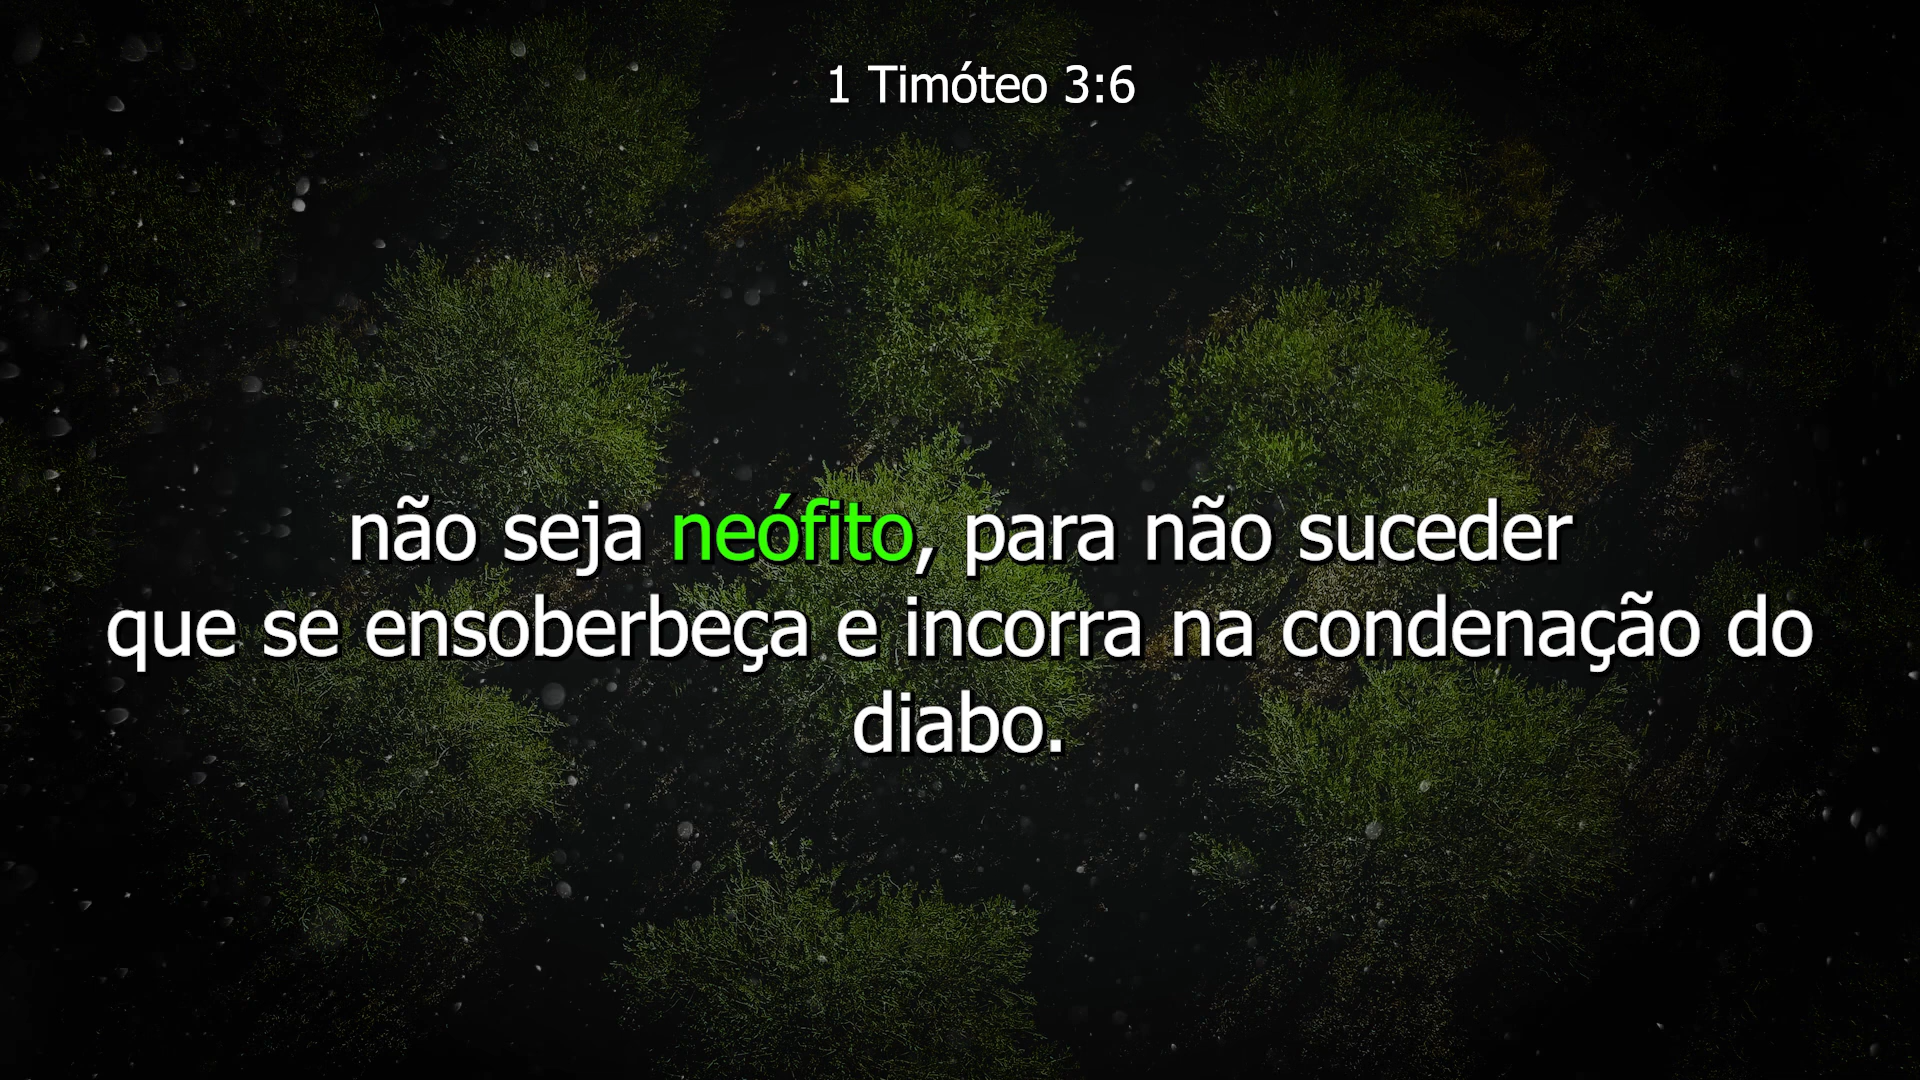 1 Timóteo 3:6
não seja neófito, para não suceder
que se ensoberbeça e incorra na condenação do
diabo.